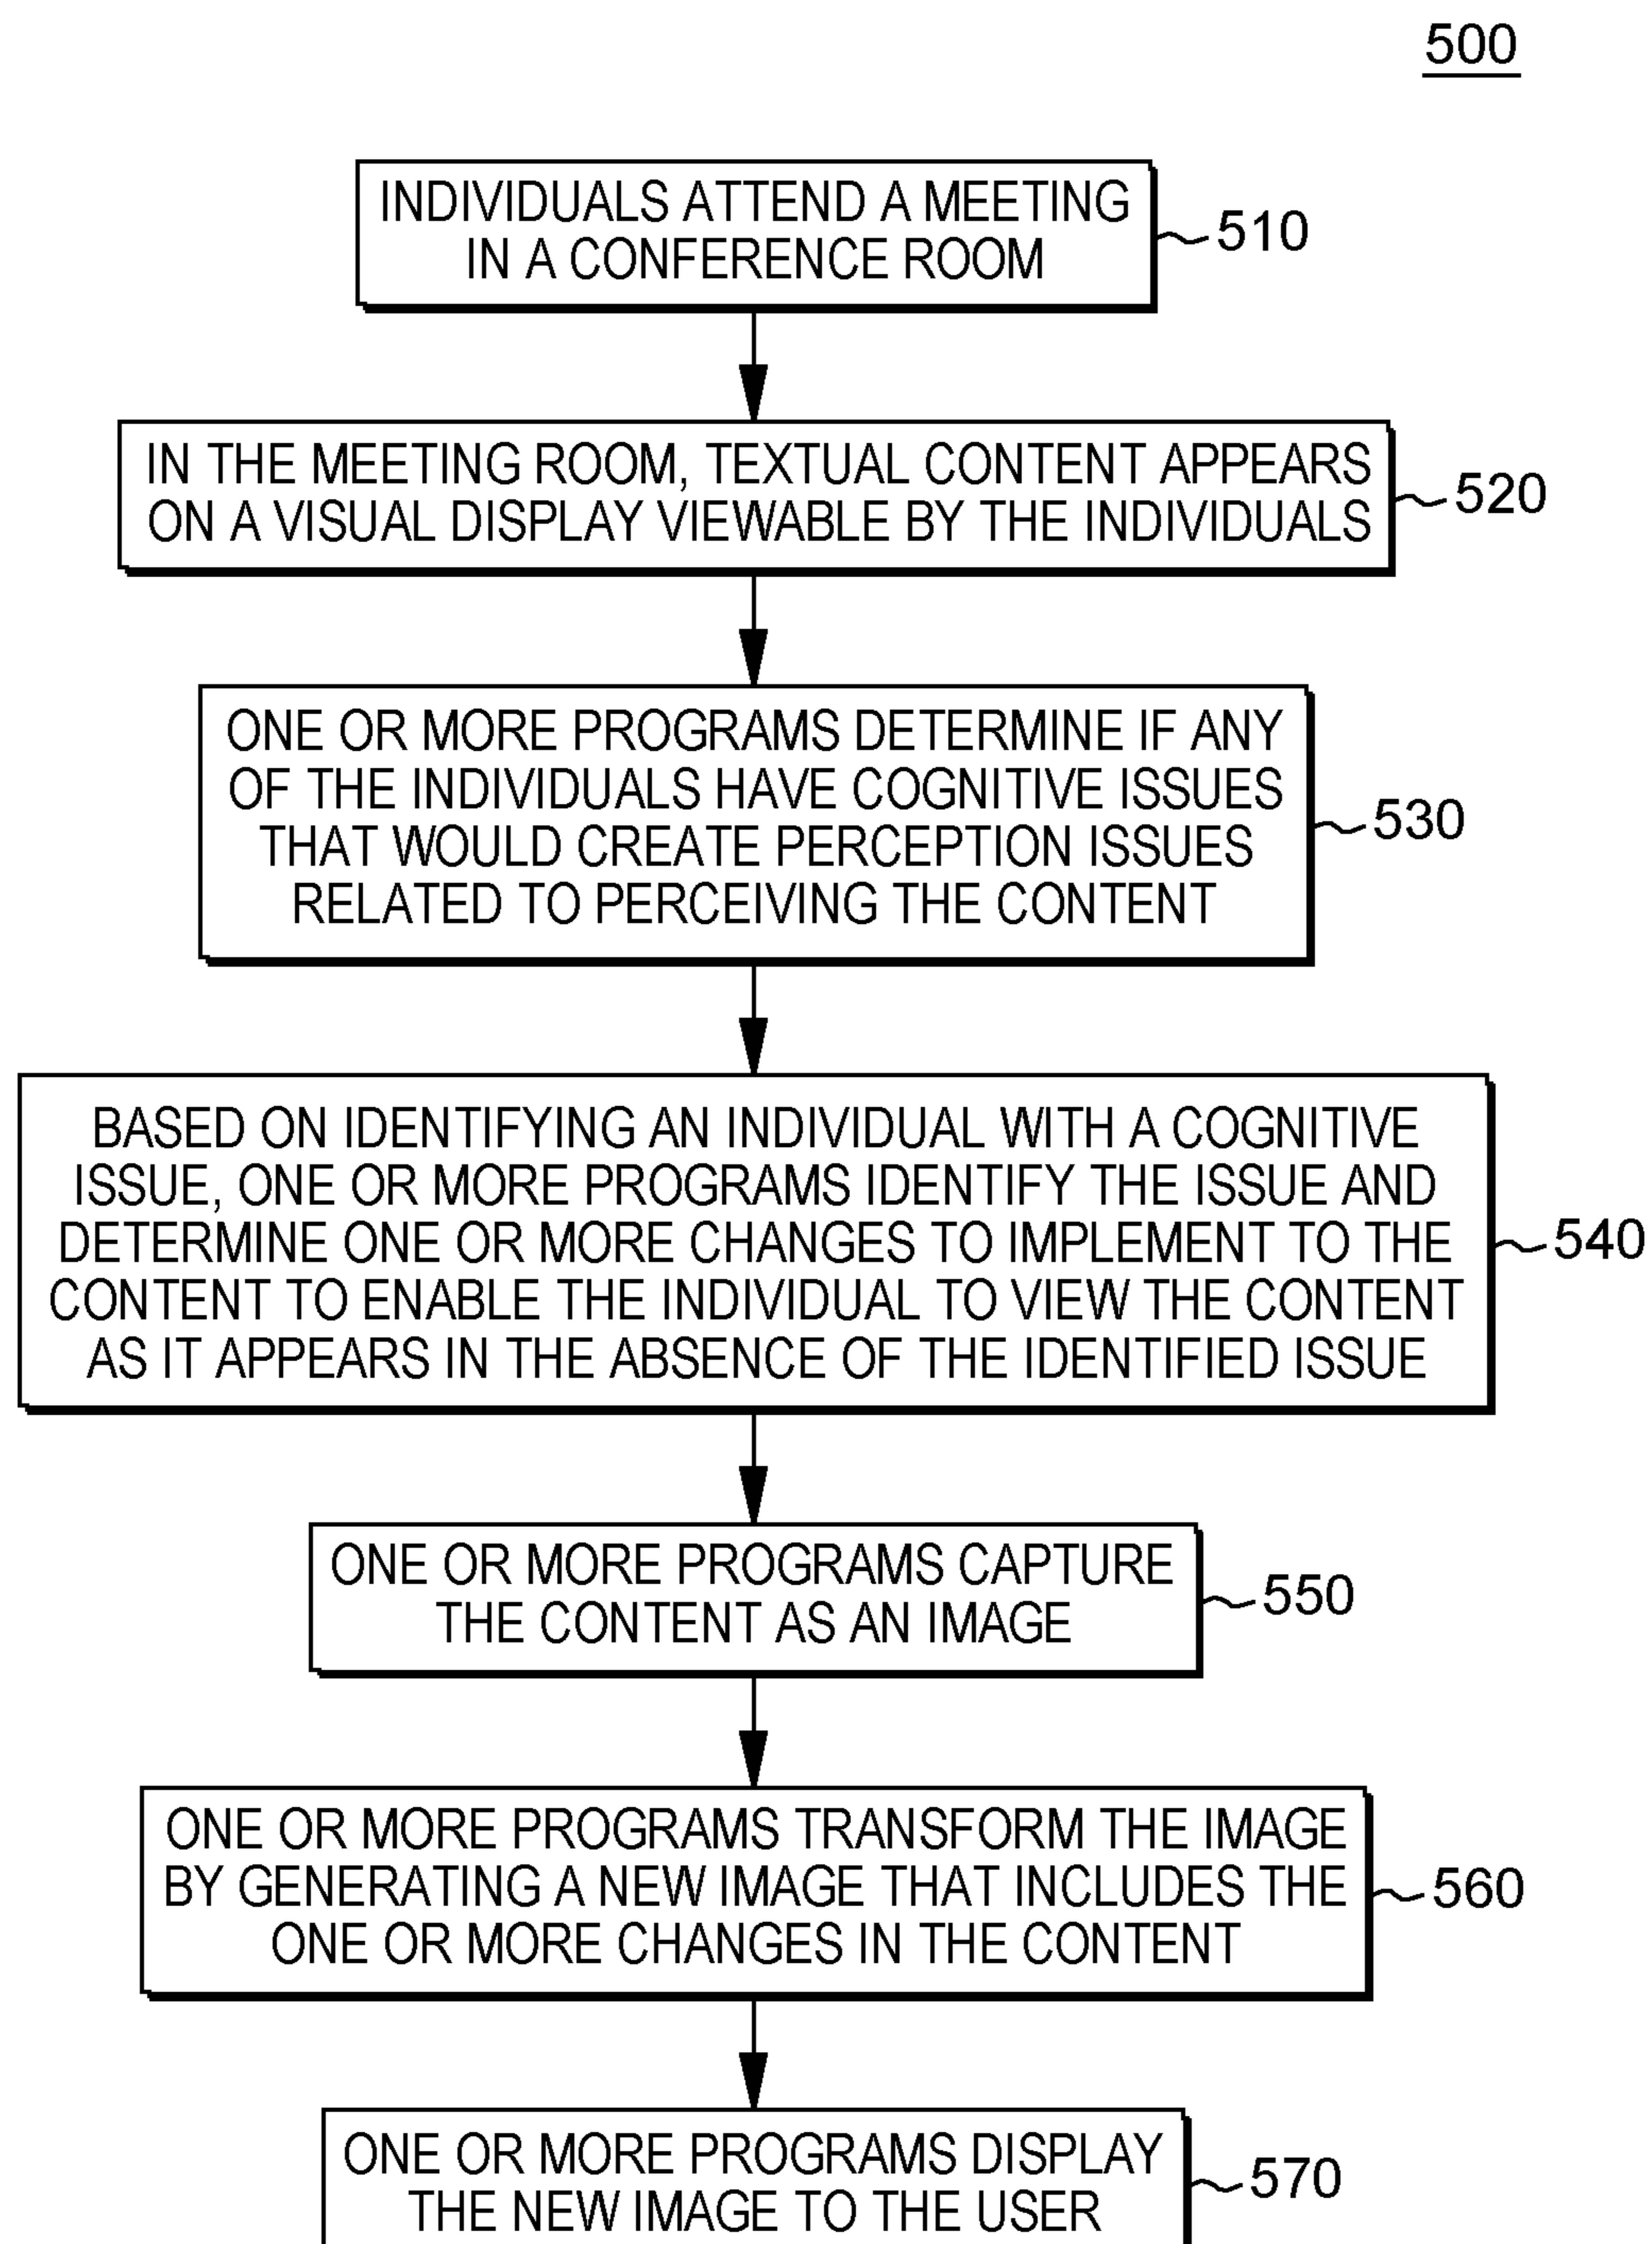 500
INDIVIDUALS ATTEND A MEETING
IN A CONFERENCE ROOM
510
IN THE MEETING ROOM, TEXTUAL CONTENT APPEARS
ON A VISUAL DISPLAY VIEWABLE BY THE INDIVIDUALS
520
ONE OR MORE PROGRAMS DETERMINE IF ANY
OF THE INDIVIDUALS HAVE COGNITIVE ISSUES
THAT WOULD CREATE PERCEPTION ISSUES
RELATED TO PERCEIVING THE CONTENT
530
BASED ON IDENTIFYING AN INDIVIDUAL WITH A COGNITIVE
ISSUE, ONE OR MORE PROGRAMS IDENTIFY THE ISSUE AND
DETERMINE ONE OR MORE CHANGES TO IMPLEMENT TO THE
CONTENT TO ENABLE THE INDIVIDUAL TO VIEW THE CONTENT
AS IT APPEARS IN THE ABSENCE OF THE IDENTIFIED ISSUE
540
ONE OR MORE PROGRAMS CAPTURE
THE CONTENT AS AN IMAGE
550
ONE OR MORE PROGRAMS TRANSFORM THE IMAGE
BY GENERATING A NEW IMAGE THAT INCLUDES THE
ONE OR MORE CHANGES IN THE CONTENT
560
ONE OR MORE PROGRAMS DISPLAY
THE NEW IMAGE TO THE USER
570